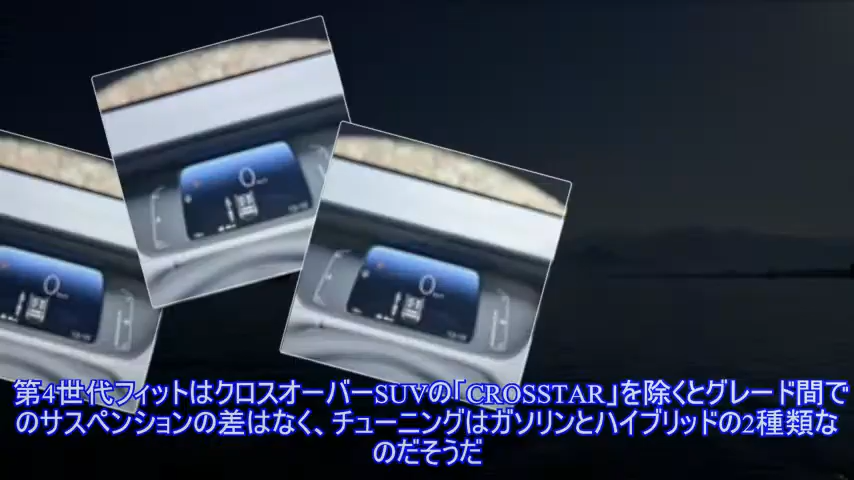 第4世代フィットはクロスオーバーSUVの「CROSSTAR」を除くとグレード間で
のサスペンションの差はなく、チューニングはガソリンとハイブリッドの2種類な
のだそうだ
0
0
0